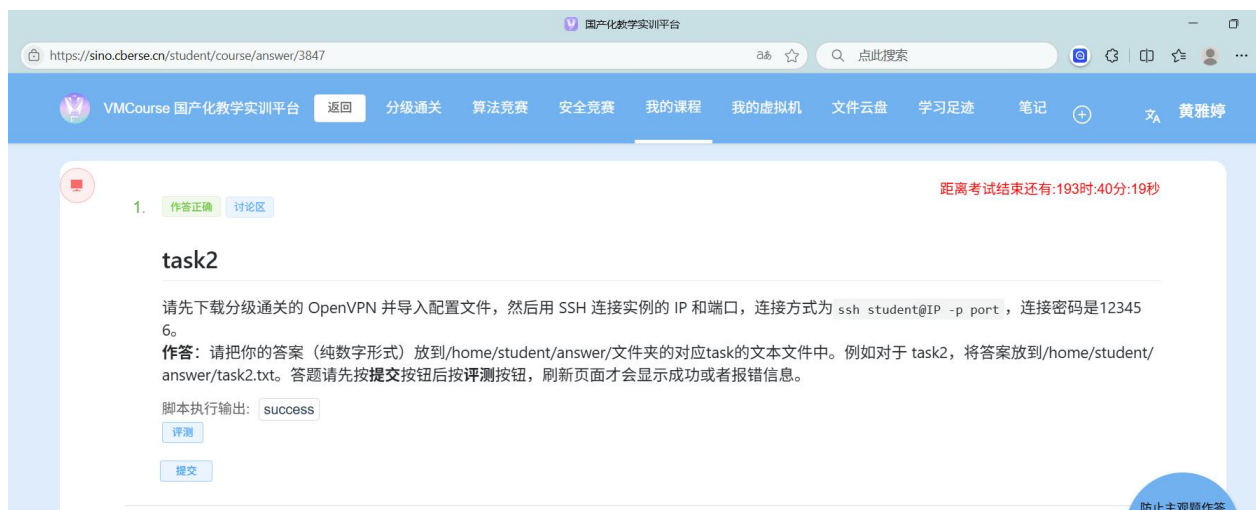 国产化教学实训平台
https://sino.cberse.cn/student/course/answer/3847
点此搜索
VMCourse 国产化教学实训平台 返回 分级通关 算法竞赛 安全竞赛 我的课程 我的虚拟机 文件云盘 学习足迹 笔记 黄雅婷
距离考试结束还有:193时:40分:19秒
1. 作答正确 讨论区
task2
请先下载分级通关的 OpenVPN 并导入配置文件，然后用 SSH 连接实例的 IP 和端口，连接方式为 ssh student@IP -p port ，连接密码是12345
6。
作答：请把你的答案（纯数字形式）放到/home/student/answer/文件夹的对应task的文本文件中。例如对于 task2，将答案放到/home/student/
answer/task2.txt。答题请先按提交按钮后按评测按钮，刷新页面才会显示成功或者报错信息。
脚本执行输出: success
评测
提交
防止主观题作答